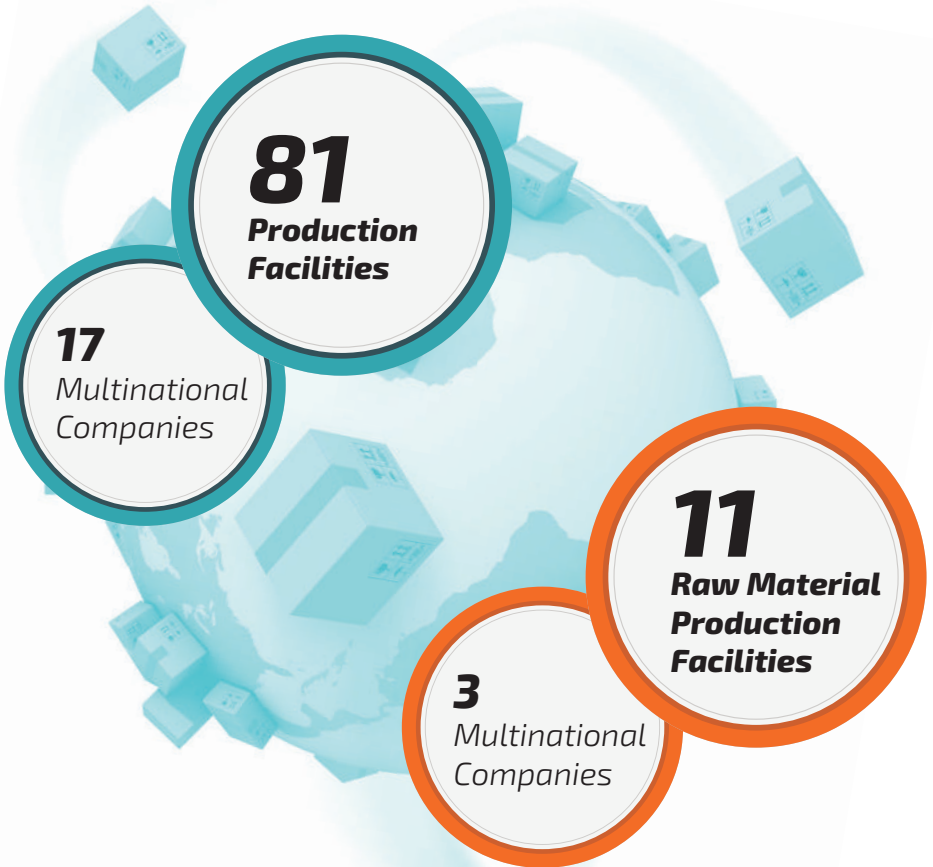 81
Production
Facilities
17
Multinational
Companies
11
Raw Material
Production
Facilities
3
Multinational
Companies